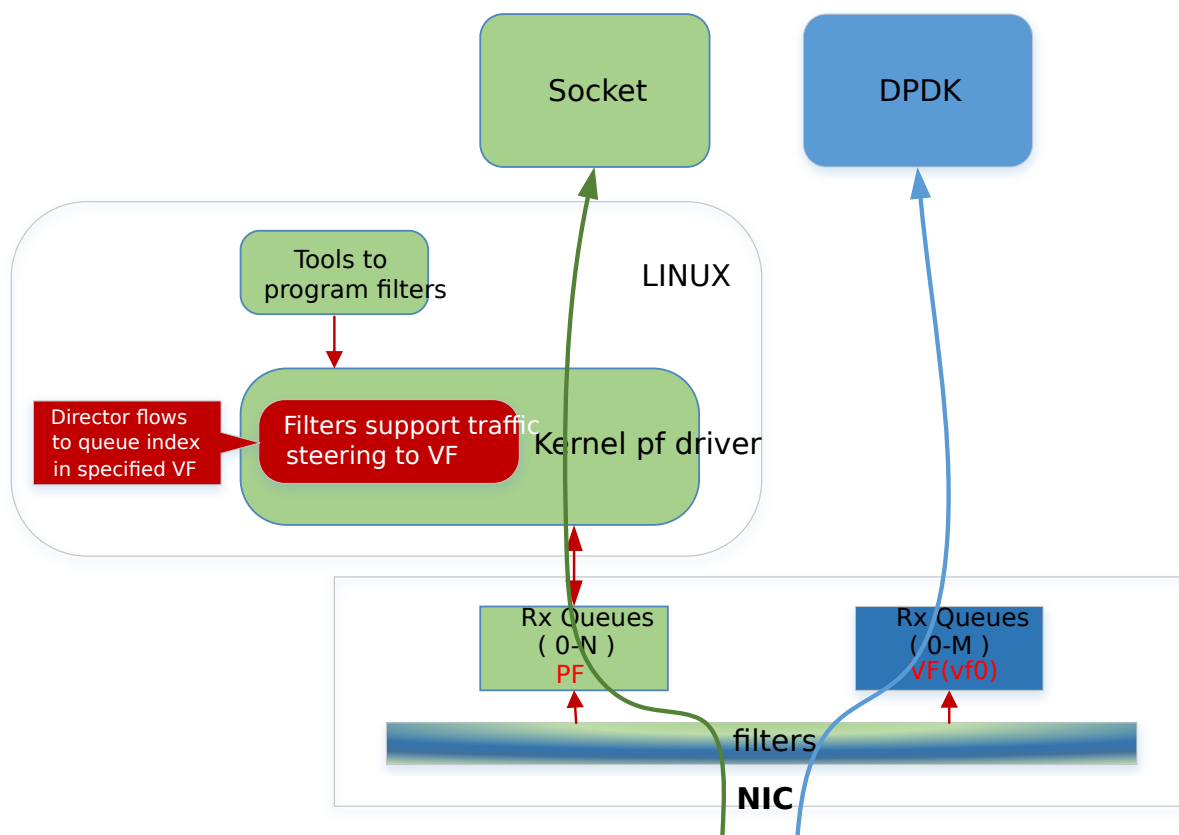 Socket
DPDK
Tools to
program filters
LINUX
Director flows
to queue index
in specified VF
Filters support traffic
steering to VF
Kernel pf driver
Rx Queues
( 0-N )
PF
Rx Queues
( 0-M )
VF(vf0)
filters
NIC